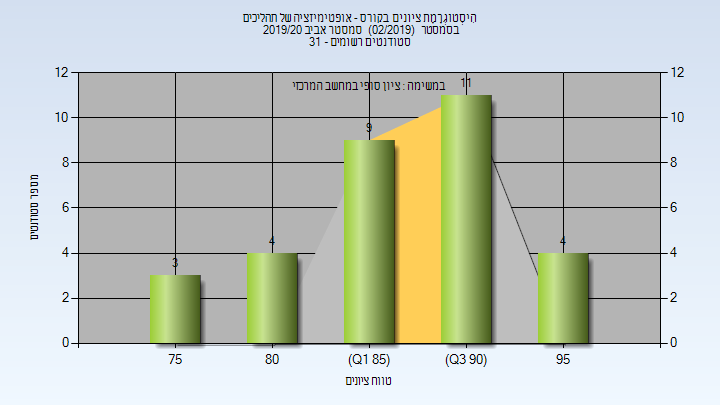 היסטוגרמת ציונים בקורס - אופטימיזציה של תהליכים
בסמסטר (02/2019) סמסטר אביב 2019/20
סטודנטים רשומים - 31
במשימה : ציון סופי במחשב המרכזי
12 12
10 10
8 8
6 6
4 4
2 2
0 0
3 4 9 11 4
מספר סטודנטים
75 80 (Q1 85) (Q3 90) 95
טווח ציונים